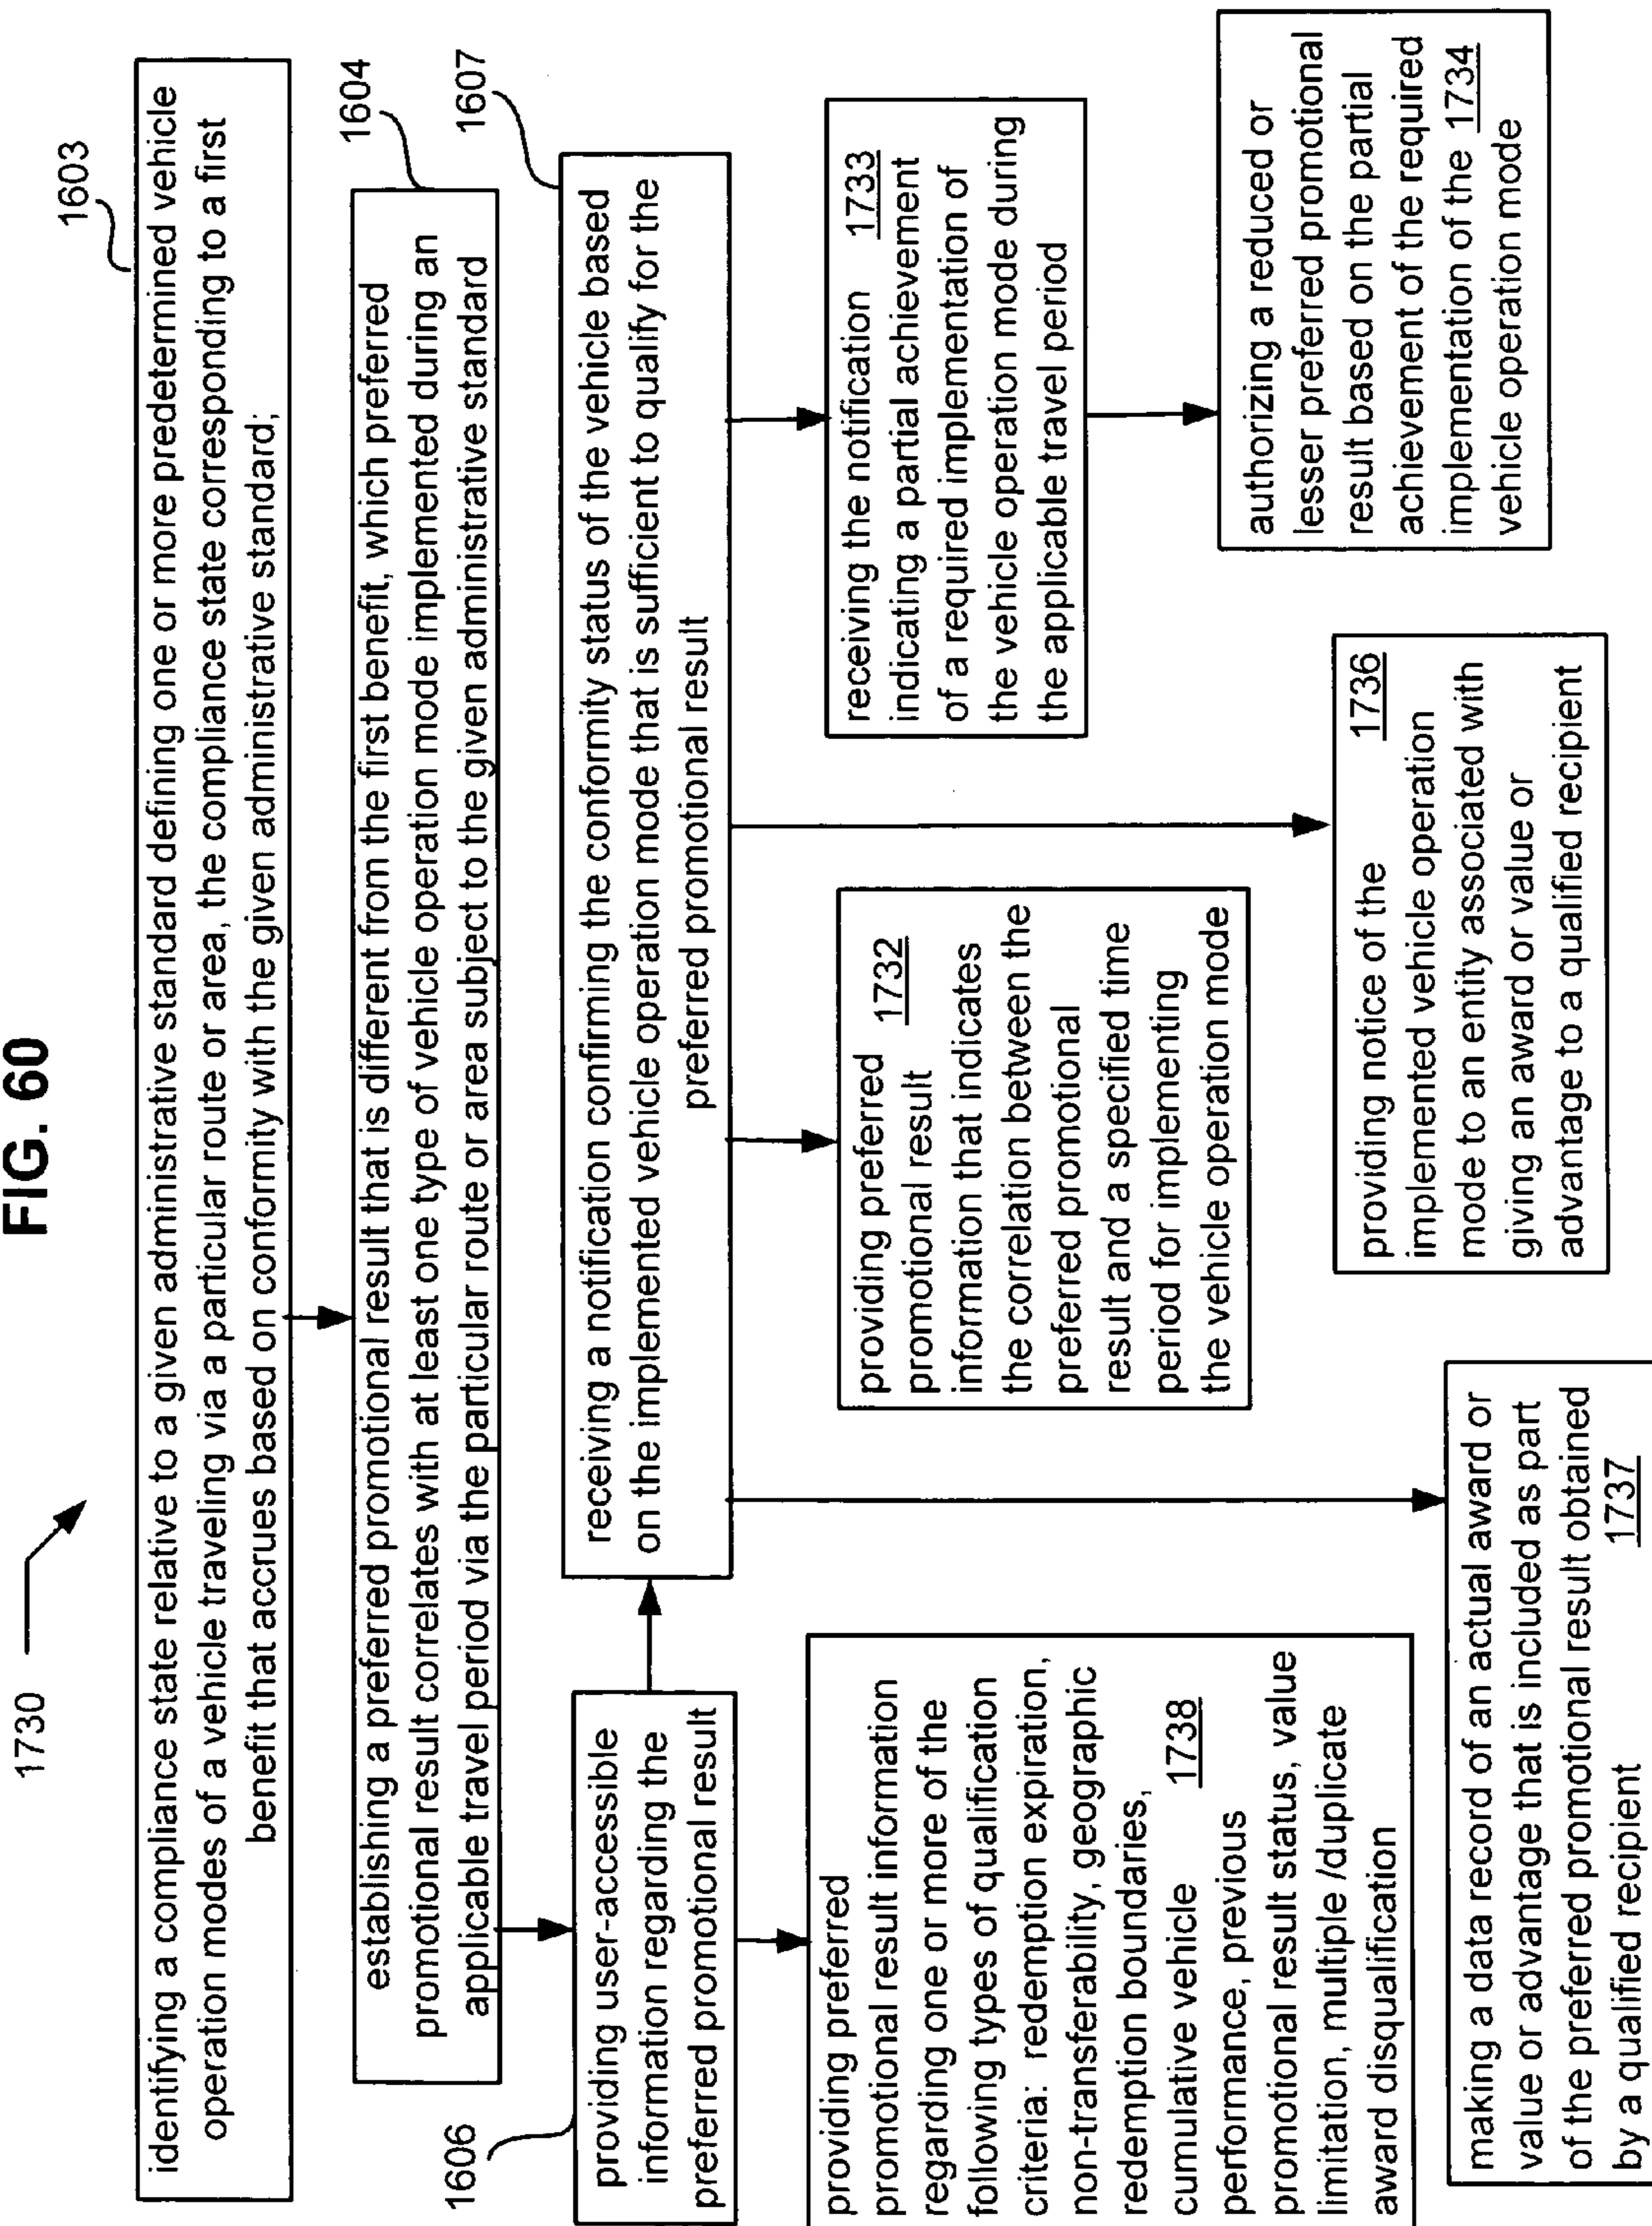 FIG. 60
1730
1603
identifying a compliance state relative to a given administrative standard defining one or more predetermined vehicle
operation modes of a vehicle traveling via a particular route or area, the compliance state corresponding to a first
benefit that accrues based on conformity with the given administrative standard;
1604
establishing a preferred promotional result that is different from the first benefit, which preferred
promotional result correlates with at least one type of vehicle operation mode implemented during an
applicable travel period via the particular route or area subject to the given administrative standard
1606
providing user-accessible
information regarding the
preferred promotional result
1607
receiving a notification confirming the conformity status of the vehicle based
on the implemented vehicle operation mode that is sufficient to qualify for the
preferred promotional result
providing preferred
promotional result information
regarding one or more of the
following types of qualification
criteria: redemption expiration,
non-transferability, geographic
redemption boundaries,
cumulative vehicle 1738
performance, previous
promotional result status, value
limitation, multiple /duplicate
award disqualification
providing preferred 1732
promotional result
information that indicates
the correlation between the
preferred promotional
result and a specified time
period for implementing
the vehicle operation mode
receiving the notification 1733
indicating a partial achievement
of a required implementation of
the vehicle operation mode during
the applicable travel period
authorizing a reduced or
lesser preferred promotional
result based on the partial
achievement of the required
implementation of the 1734
vehicle operation mode
providing notice of the 1736
implemented vehicle operation
mode to an entity associated with
giving an award or value or
advantage to a qualified recipient
making a data record of an actual award or
value or advantage that is included as part
of the preferred promotional result obtained
by a qualified recipient 1737